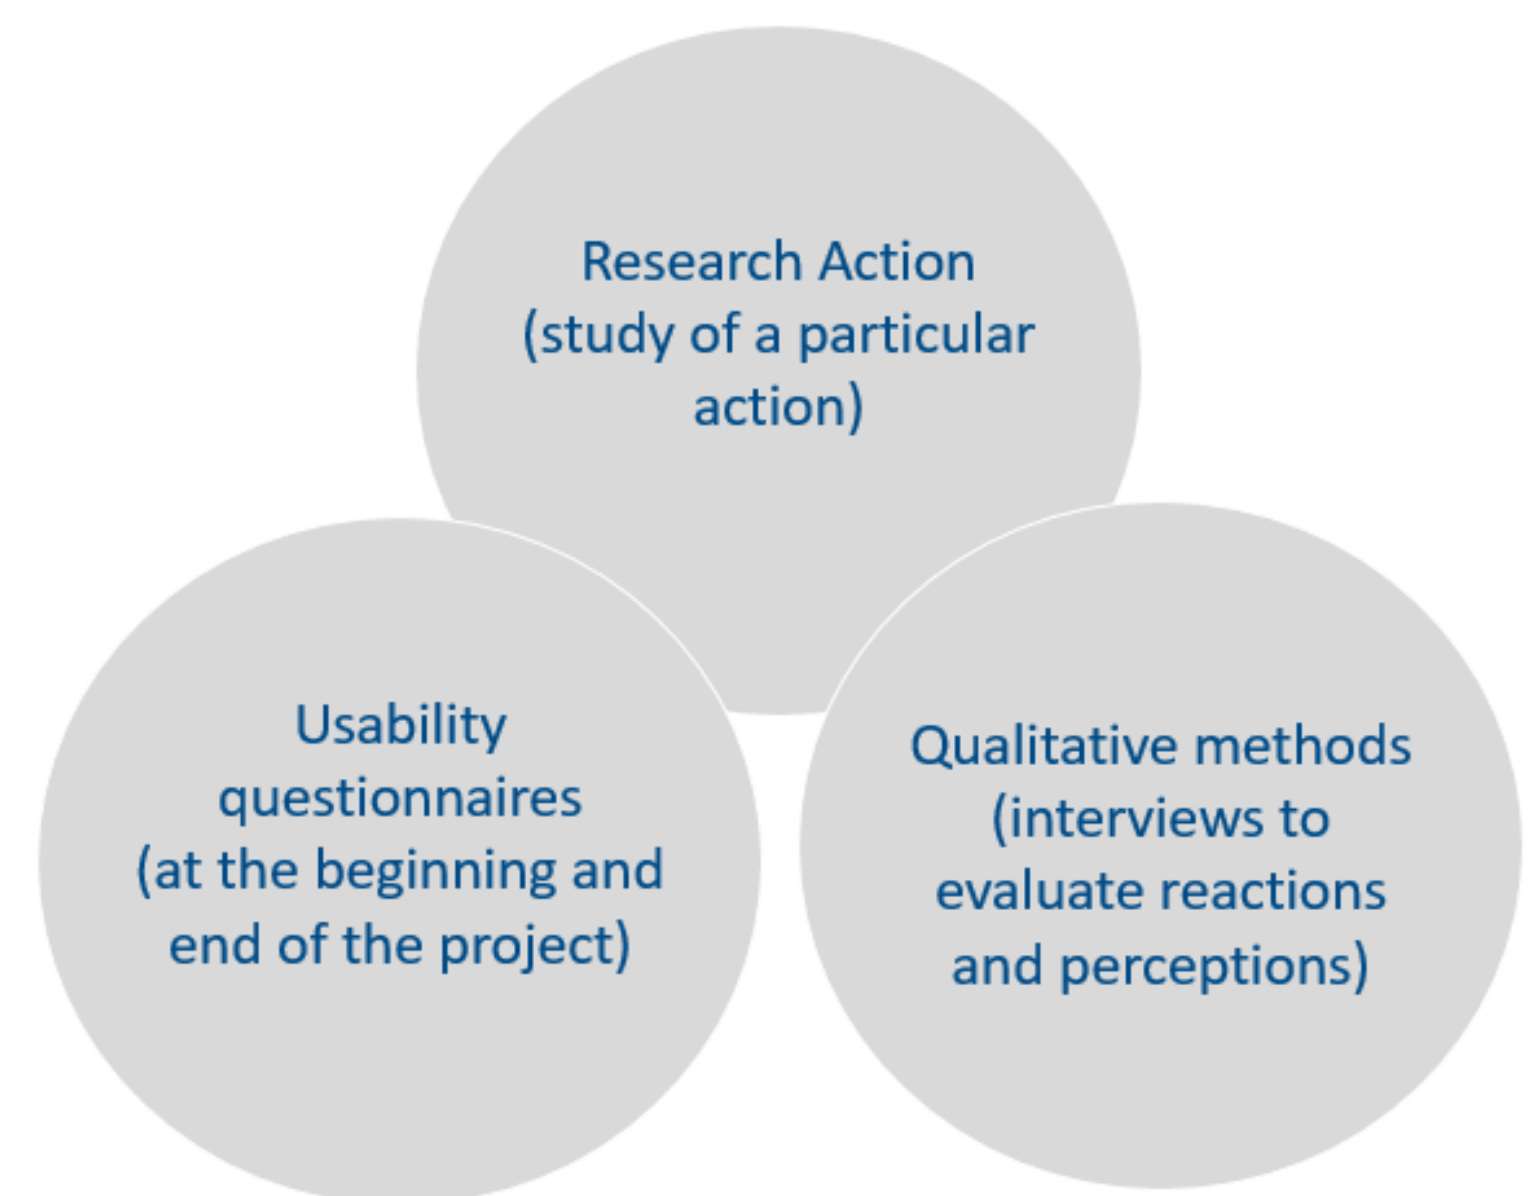 Research Action
(study of a particular
action)
Usability
questionnaires
(at the beginning and
end of the project)
Qualitative methods
(interviews to
evaluate reactions
and perceptions)